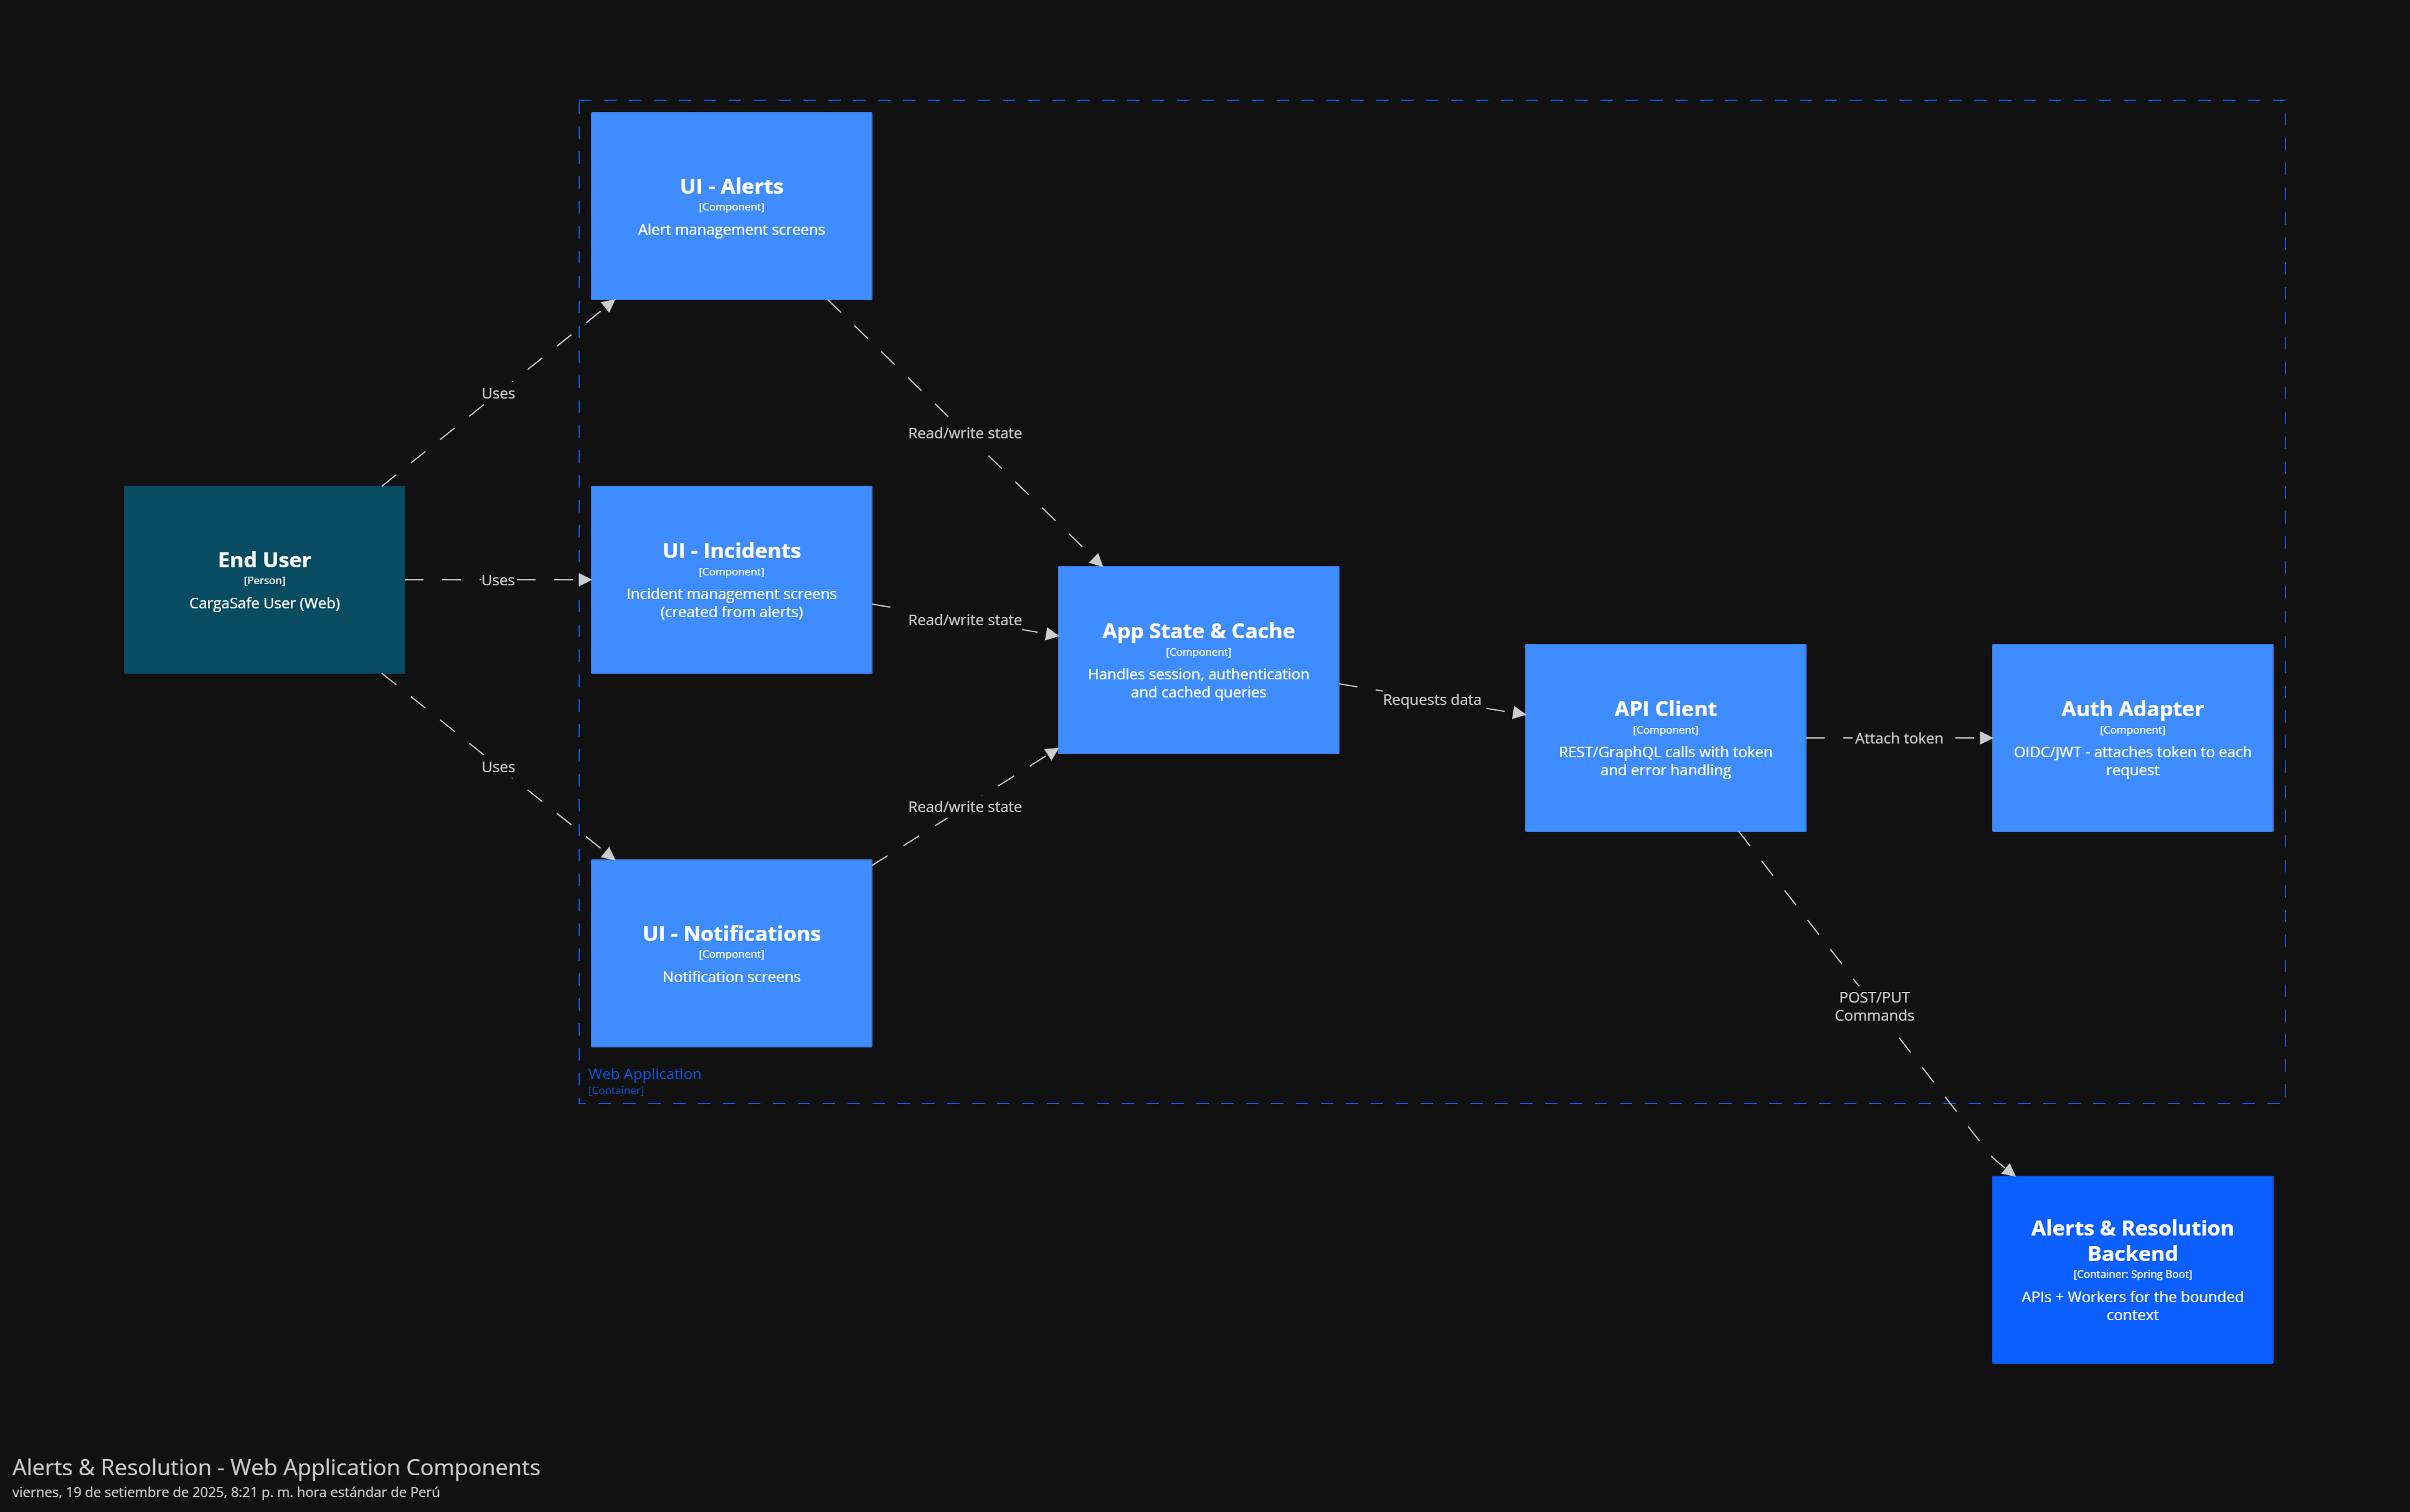 UI - Alerts
[Component]
Alert management screens
Uses
Read/write state
End User
[Person]
CargaSafe User (Web)
Uses
UI - Incidents
[Component]
Incident management screens
(created from alerts)
Read/write state
App State & Cache
[Component]
Handles session, authentication
and cached queries
Requests data
API Client
[Component]
REST/GraphQL calls with token
and error handling
Attach token
Auth Adapter
[Component]
OIDC/JWT - attaches token to each
request
Uses
Read/write state
UI - Notifications
[Component]
Notification screens
POST/PUT
Commands
Web Application
[Container]
Alerts & Resolution
Backend
[Container: Spring Boot]
APIs + Workers for the bounded
context
Alerts & Resolution - Web Application Components
viernes, 19 de setiembre de 2025, 8:21 p. m. hora estándar de Perú